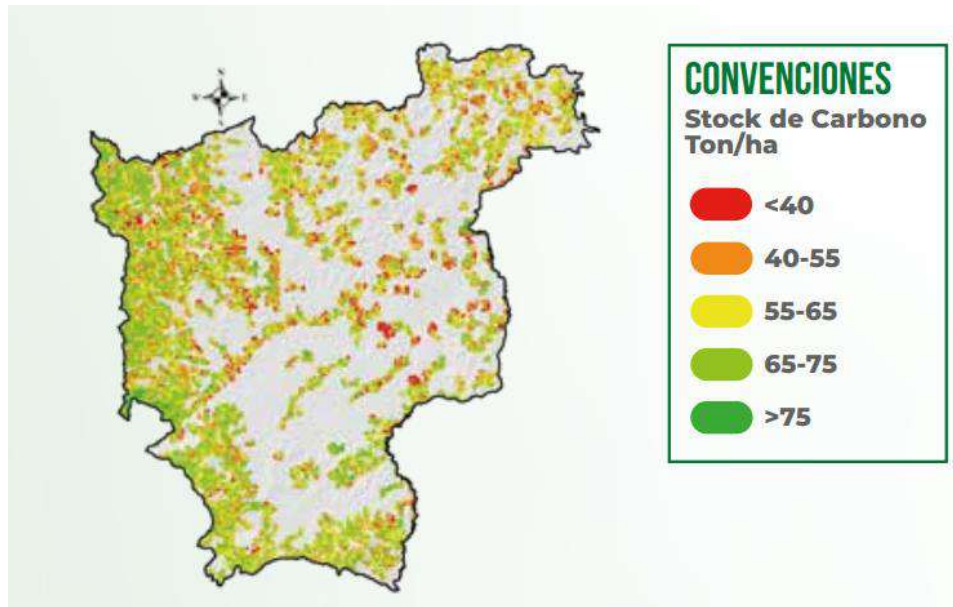 N
W E
S
CONVENCIONES
Stock de Carbono
Ton/ha
<40
40-55
55-65
65-75
>75